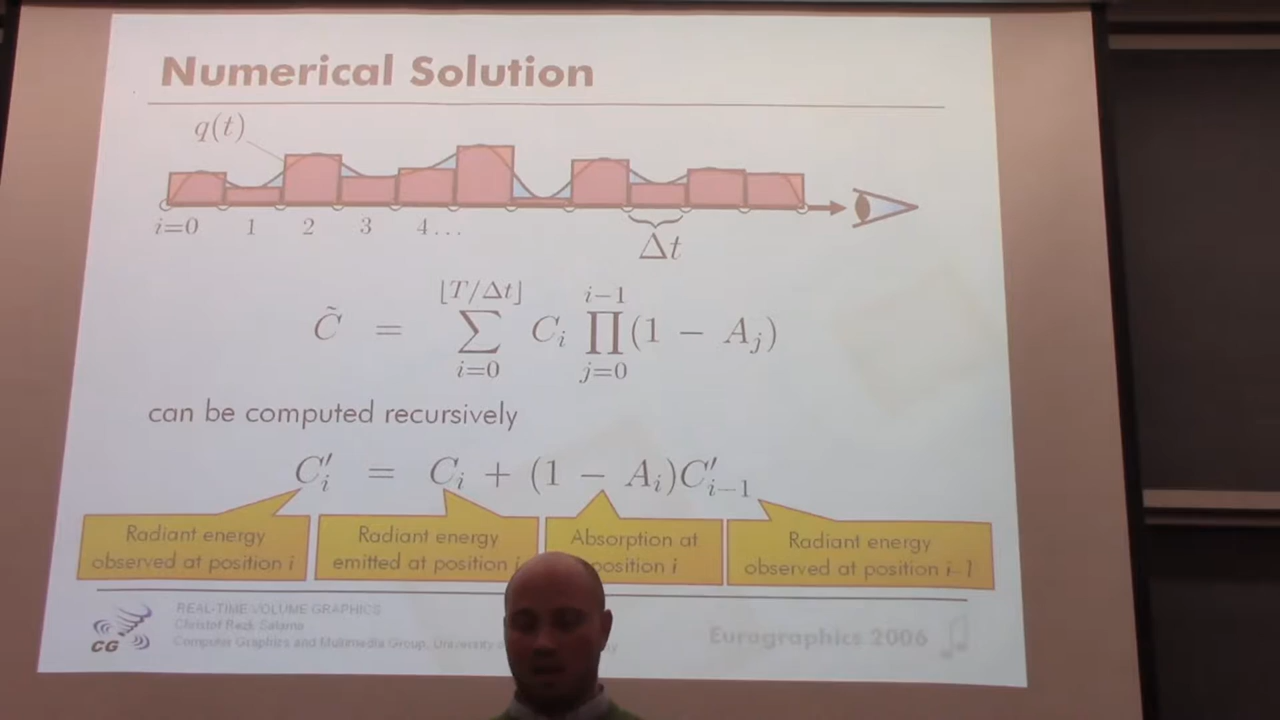 Numerical Solution
q(t)
i=0 1 2 3 4...
Δt
C̃ = ∑_{i=0}^{⌊T/Δt⌋} C_i ∏_{j=0}^{i−1} (1 − A_j)
can be computed recursively
C'_i = C_i + (1 − A_i)C'_{i−1}
Radiant energy
observed at position i
Radiant energy
emitted at position
Absorption at
position i
Radiant energy
observed at position i-1
REAL-TIME VOLUME GRAPHICS
Christof Rezk Salama
Computer Graphics and Multimedia Group, University
CG
Eurographics 2006